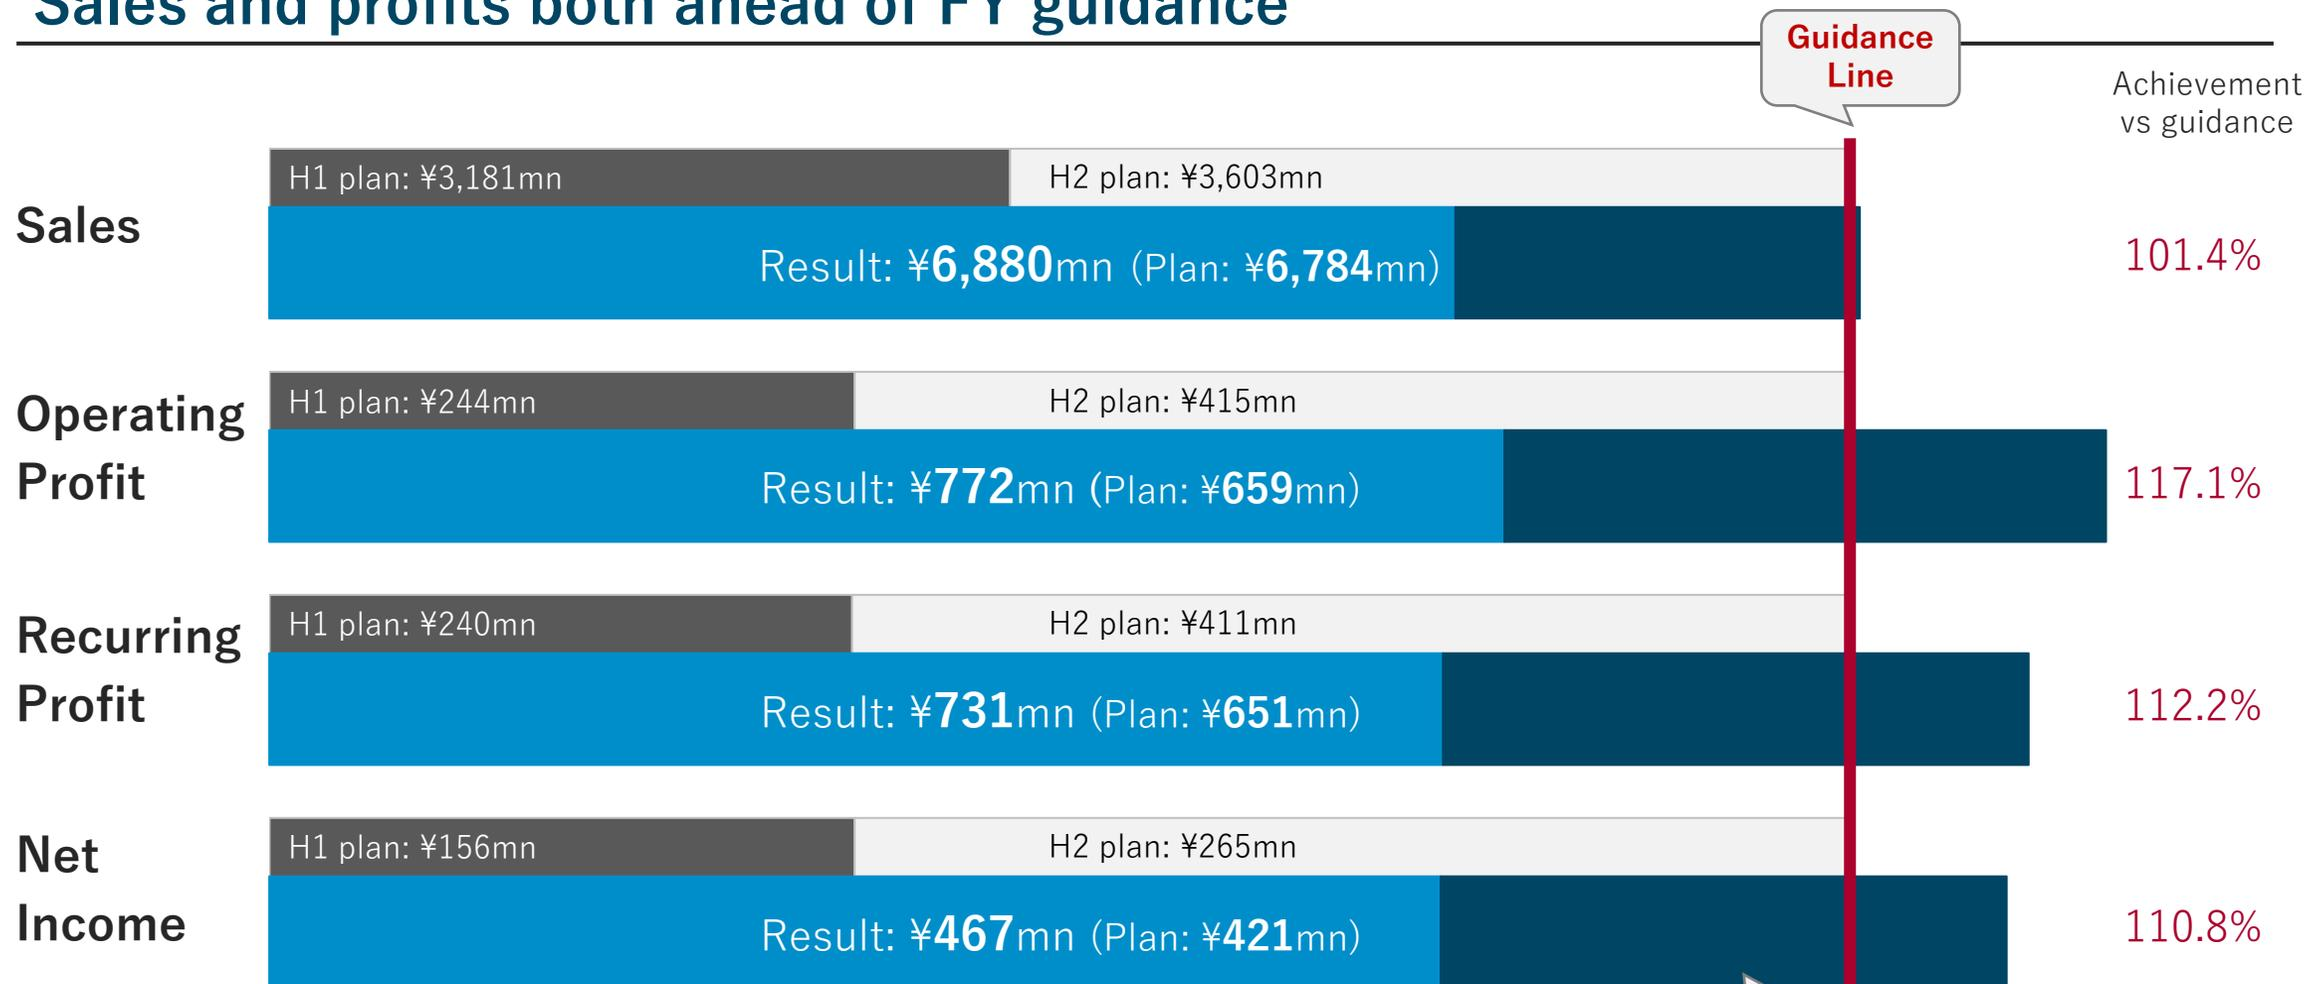 Sales and profits both ahead of FY guidance
Guidance
Line
Achievement
vs guidance
Sales
H1 plan: ¥3,181mn
H2 plan: ¥3,603mn
Result: ¥6,880mn (Plan: ¥6,784mn)
101.4%
Operating
Profit
H1 plan: ¥244mn
H2 plan: ¥415mn
Result: ¥772mn (Plan: ¥659mn)
117.1%
Recurring
Profit
H1 plan: ¥240mn
H2 plan: ¥411mn
Result: ¥731mn (Plan: ¥651mn)
112.2%
Net
Income
H1 plan: ¥156mn
H2 plan: ¥265mn
Result: ¥467mn (Plan: ¥421mn)
110.8%